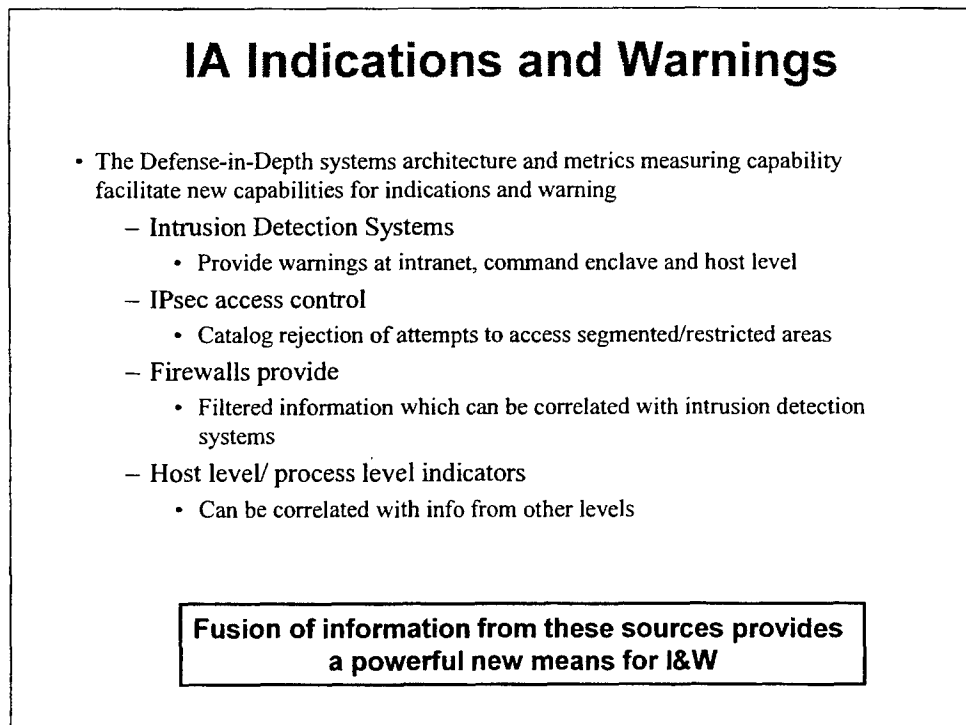 IA Indications and Warnings
• The Defense-in-Depth systems architecture and metrics measuring capability
facilitate new capabilities for indications and warning
– Intrusion Detection Systems
• Provide warnings at intranet, command enclave and host level
– IPsec access control
• Catalog rejection of attempts to access segmented/restricted areas
– Firewalls provide
• Filtered information which can be correlated with intrusion detection
systems
– Host level/ process level indicators
• Can be correlated with info from other levels
Fusion of information from these sources provides
a powerful new means for I&W